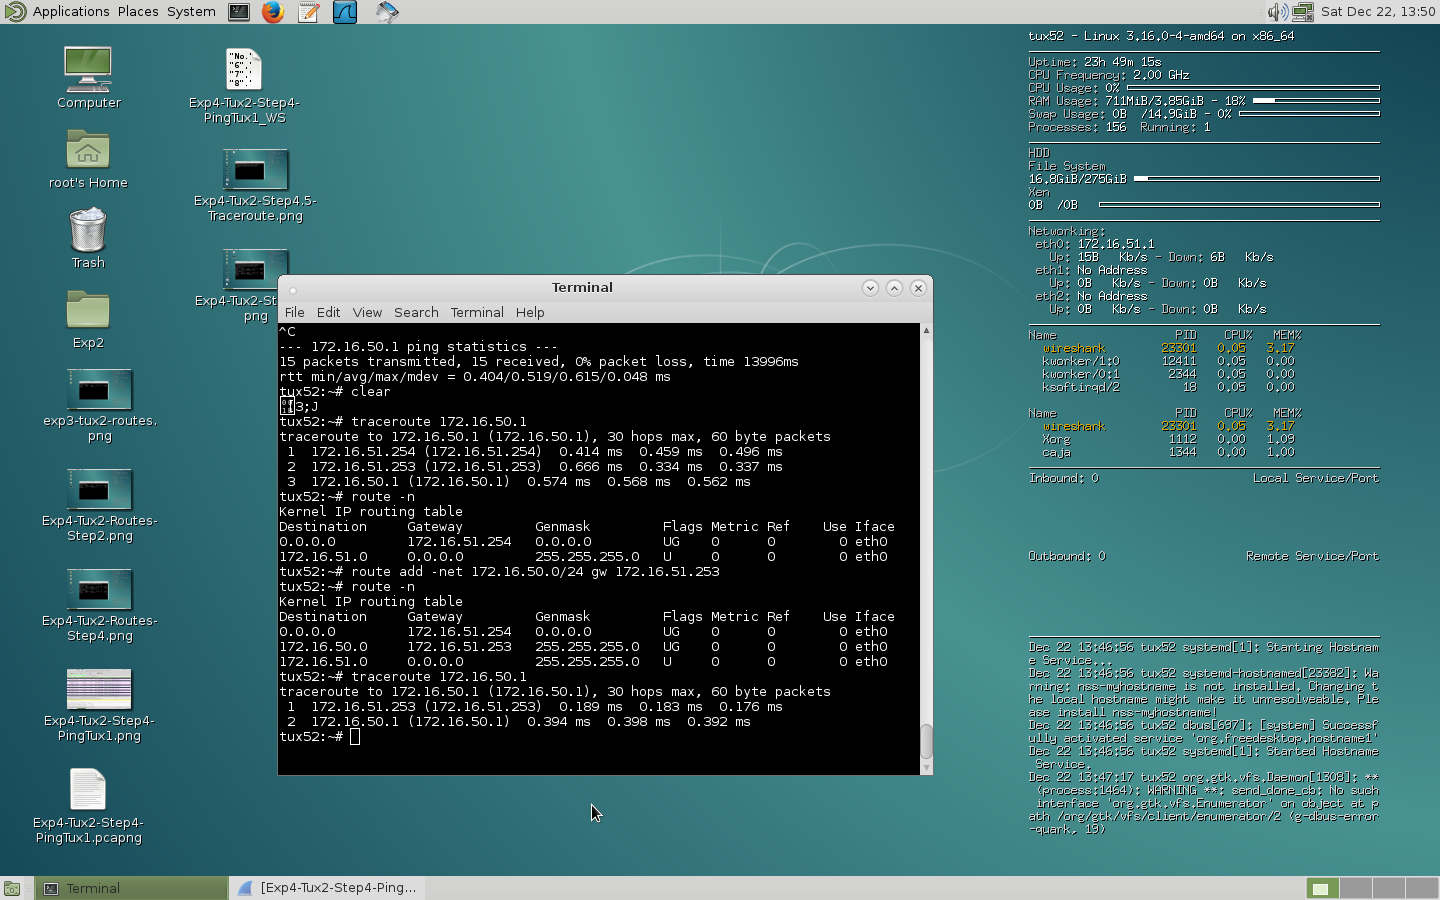 Applications Places System
Sat Dec 22, 13:50
Computer
root's Home
Trash
Exp2
exp3-tux2-routes.
png
Exp4-Tux2-Routes-
Step2.png
Exp4-Tux2-Routes-
Step4.png
Exp4-Tux2-Step4-
PingTux1.png
Exp4-Tux2-Step4-
PingTux1.pcapng
"No.
"6"
"7"
"8"
Exp4-Tux2-Step4-
PingTux1_WS
Exp4-Tux2-Step4.5-
Traceroute.png
Exp4-Tux2-St
png
Terminal
File Edit View Search Terminal Help
^C
--- 172.16.50.1 ping statistics ---
15 packets transmitted, 15 received, 0% packet loss, time 13996ms
rtt min/avg/max/mdev = 0.404/0.519/0.615/0.048 ms
tux52:~# clear
3;J
tux52:~# traceroute 172.16.50.1
traceroute to 172.16.50.1 (172.16.50.1), 30 hops max, 60 byte packets
1 172.16.51.254 (172.16.51.254) 0.414 ms 0.459 ms 0.496 ms
2 172.16.51.253 (172.16.51.253) 0.666 ms 0.334 ms 0.337 ms
3 172.16.50.1 (172.16.50.1) 0.574 ms 0.568 ms 0.562 ms
tux52:~# route -n
Kernel IP routing table
Destination Gateway Genmask Flags Metric Ref Use Iface
0.0.0.0 172.16.51.254 0.0.0.0 UG 0 0 0 eth0
172.16.51.0 0.0.0.0 255.255.255.0 U 0 0 0 eth0
tux52:~# route add -net 172.16.50.0/24 gw 172.16.51.253
tux52:~# route -n
Kernel IP routing table
Destination Gateway Genmask Flags Metric Ref Use Iface
0.0.0.0 172.16.51.254 0.0.0.0 UG 0 0 0 eth0
172.16.50.0 172.16.51.253 255.255.255.0 UG 0 0 0 eth0
172.16.51.0 0.0.0.0 255.255.255.0 U 0 0 0 eth0
tux52:~# traceroute 172.16.50.1
traceroute to 172.16.50.1 (172.16.50.1), 30 hops max, 60 byte packets
1 172.16.51.253 (172.16.51.253) 0.189 ms 0.183 ms 0.176 ms
2 172.16.50.1 (172.16.50.1) 0.394 ms 0.398 ms 0.392 ms
tux52:~#
tux52 - Linux 3.16.0-4-amd64 on x86_64
Uptime: 23h 49m 15s
CPU Frequency: 2.00 GHz
CPU Usage: 0%
RAM Usage: 711MiB/3.85GiB - 18%
Swap Usage: 0B /14.9GiB - 0%
Processes: 156 Running: 1
HDD
File System
16.8GiB/275GiB
Xen
0B /0B
Networking:
eth0: 172.16.51.1
Up: 15B Kb/s - Down: 6B Kb/s
eth1: No Address
Up: 0B Kb/s - Down: 0B Kb/s
eth2: No Address
Up: 0B Kb/s - Down: 0B Kb/s
Name PID CPU% MEM%
wireshark 23301 0.05 3.17
kworker/1:0 12411 0.05 0.00
kworker/0:1 2344 0.05 0.00
ksoftirqd/2 18 0.05 0.00
Name PID CPU% MEM%
wireshark 23301 0.05 3.17
Xorg 1112 0.00 1.09
caja 1344 0.00 1.00
Inbound: 0 Local Service/Port
Outbound: 0 Remote Service/Port
Dec 22 13:46:56 tux52 systemd[1]: Starting Hostnam
e Service...
Dec 22 13:46:56 tux52 systemd-hostnamed[23382]: Wa
rning: nss-myhostname is not installed. Changing t
he local hostname might make it unresolveable. Ple
ase install nss-myhostname!
Dec 22 13:46:56 tux52 dbus[697]: [system] Successf
ully activated service 'org.freedesktop.hostname1'
Dec 22 13:46:56 tux52 systemd[1]: Started Hostname
Service.
Dec 22 13:47:17 tux52 org.gtk.vfs.Daemon[1308]: **
(process:1464): WARNING **: send_done_cb: No such
interface 'org.gtk.vfs.Enumerator' on object at p
ath /org/gtk/vfs/client/enumerator/2 (g-dbus-error
-quark, 19)
Terminal
[Exp4-Tux2-Step4-Ping...